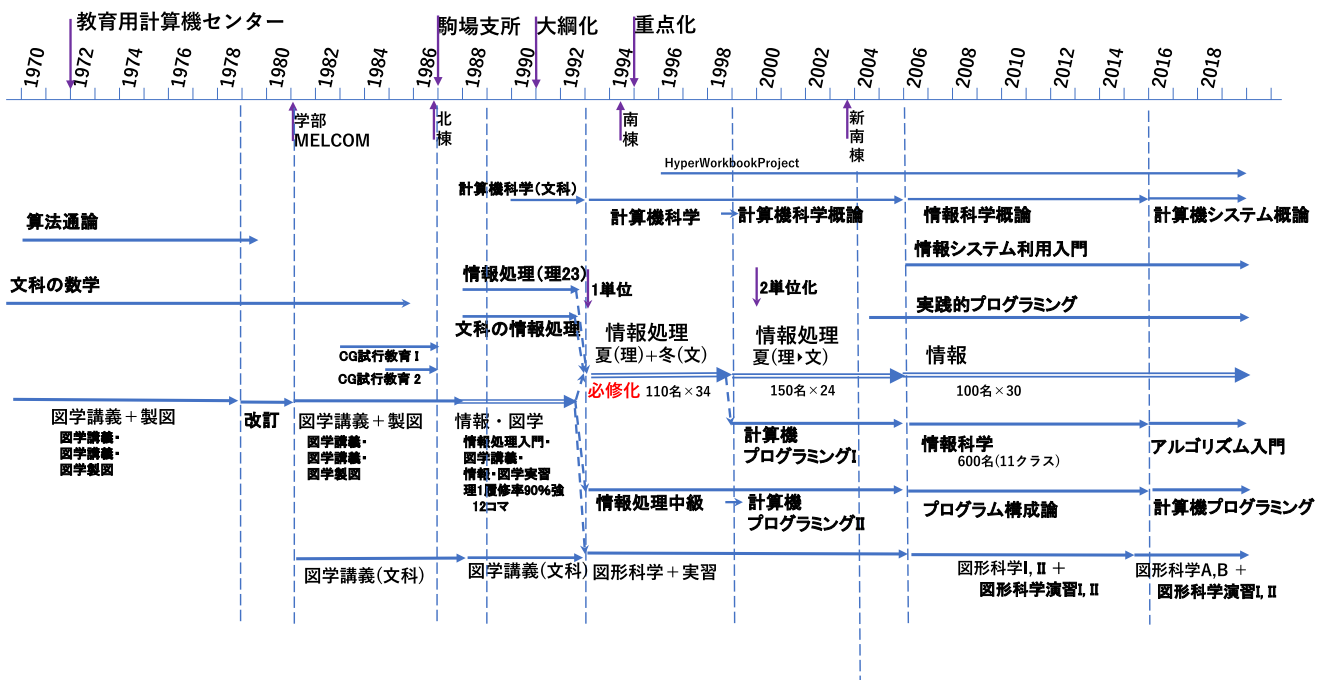 教育用計算機センター
駒場支所
大綱化
重点化
1970
1972
1974
1976
1978
1980
1982
1984
1986
1988
1990
1992
1994
1996
1998
2000
2002
2004
2006
2008
2010
2012
2014
2016
2018
学部
MELCOM
北
棟
南
棟
新
南
棟
HyperWorkbookProject
計算機科学(文科)
計算機科学
計算機科学概論
情報科学概論
計算機システム概論
算法通論
情報システム利用入門
文科の数学
情報処理(理23)
1単位
2単位化
文科の情報処理
実践的プログラミング
情報処理
夏(理)+冬(文)
情報処理
夏(理▸文)
情報
CG試行教育1
CG試行教育2
必修化
110名×34
150名×24
100名×30
図学講義+製図
図学講義・
図学講義・
図学製図
改訂
図学講義+製図
図学講義・
図学講義・
図学製図
情報・図学
情報処理入門・
図学講義・
情報・図学実習
理1履修率90%強
12コマ
計算機
プログラミングⅠ
情報科学
600名(11クラス)
アルゴリズム入門
情報処理中級
計算機
プログラミングⅡ
プログラム構成論
計算機プログラミング
図学講義(文科)
図学講義(文科)
図形科学+実習
図形科学Ⅰ,Ⅱ +
図形科学演習Ⅰ,Ⅱ
図形科学A,B +
図形科学演習Ⅰ,Ⅱ